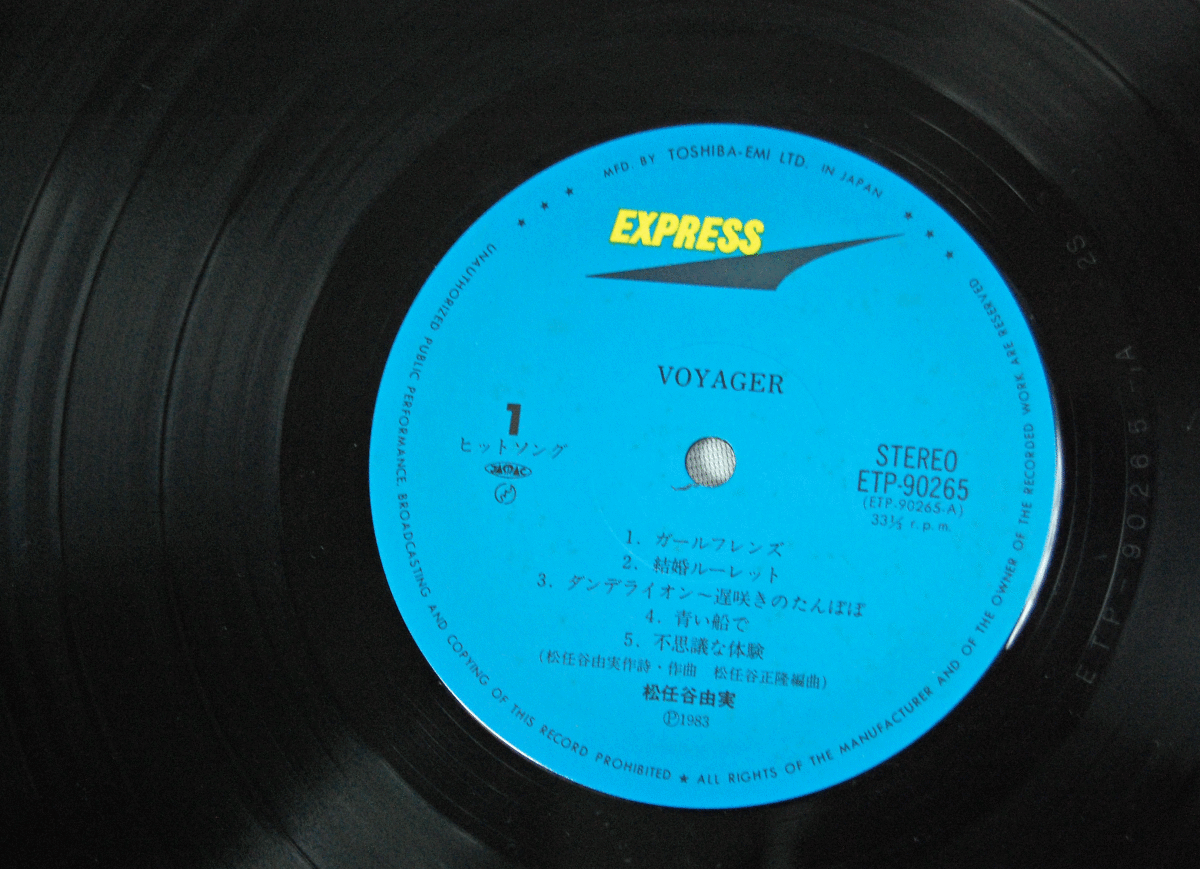 MFD. BY TOSHIBA-EMI LTD. IN JAPAN
EXPRESS
VOYAGER
1
ヒットソング
JASRAC
STEREO
ETP-90265
(ETP-90265-A)
33⅓ r.p.m.
1. ガールフレンズ
2. 結婚ルーレット
3. ダンデライオン〜遅咲きのたんぽぽ
4. 青い船で
5. 不思議な体験
(松任谷由実作詩・作曲 松任谷正隆編曲)
松任谷由実
Ⓟ1983
UNAUTHORIZED PUBLIC PERFORMANCE, BROADCASTING AND COPYING OF THIS RECORD PROHIBITED ★ ALL RIGHTS OF THE MANUFACTURER AND OF THE OWNER OF THE RECORDED WORK ARE RESERVED
ETP-90265-1A
2S